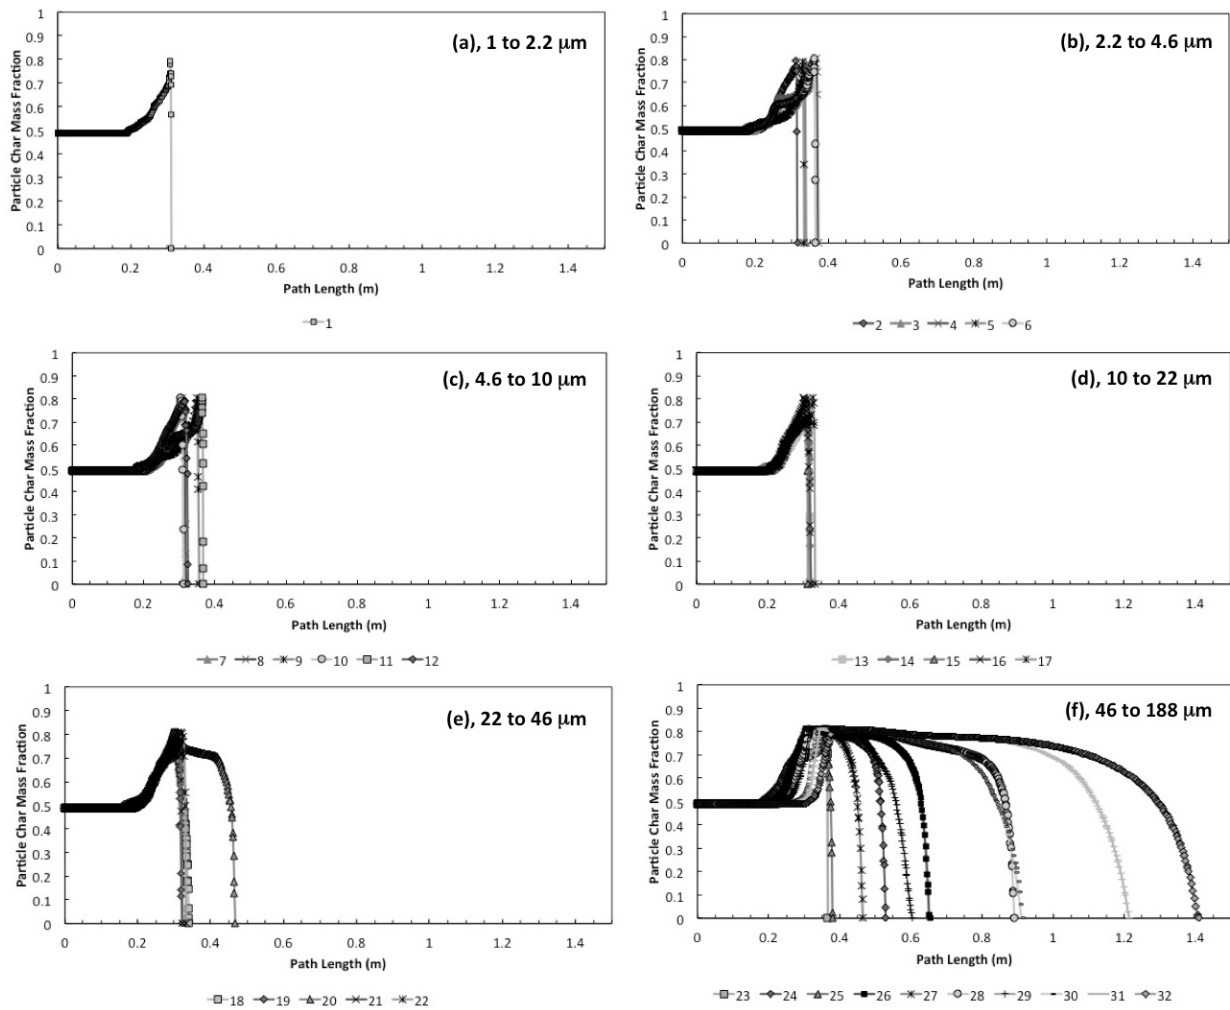 (a), 1 to 2.2 µm
Particle Char Mass Fraction
1
0.9
0.8
0.7
0.6
0.5
0.4
0.3
0.2
0.1
0
0 0.2 0.4 0.6 0.8 1 1.2 1.4
Path Length (m)
1
(b), 2.2 to 4.6 µm
Particle Char Mass Fraction
1
0.9
0.8
0.7
0.6
0.5
0.4
0.3
0.2
0.1
0
0 0.2 0.4 0.6 0.8 1 1.2 1.4
Path Length (m)
2 3 4 5 6
(c), 4.6 to 10 µm
Particle Char Mass Fraction
1
0.9
0.8
0.7
0.6
0.5
0.4
0.3
0.2
0.1
0
0 0.2 0.4 0.6 0.8 1 1.2 1.4
Path Length (m)
7 8 9 10 11 12
(d), 10 to 22 µm
Particle Char Mass Fraction
1
0.9
0.8
0.7
0.6
0.5
0.4
0.3
0.2
0.1
0
0 0.2 0.4 0.6 0.8 1 1.2 1.4
Path Length (m)
13 14 15 16 17
(e), 22 to 46 µm
Particle Char Mass Fraction
1
0.9
0.8
0.7
0.6
0.5
0.4
0.3
0.2
0.1
0
0 0.2 0.4 0.6 0.8 1 1.2 1.4
Path Length (m)
18 19 20 21 22
(f), 46 to 188 µm
Particle Char Mass Fraction
1
0.9
0.8
0.7
0.6
0.5
0.4
0.3
0.2
0.1
0
0 0.2 0.4 0.6 0.8 1 1.2 1.4
Path Length (m)
23 24 25 26 27 28 29 30 31 32